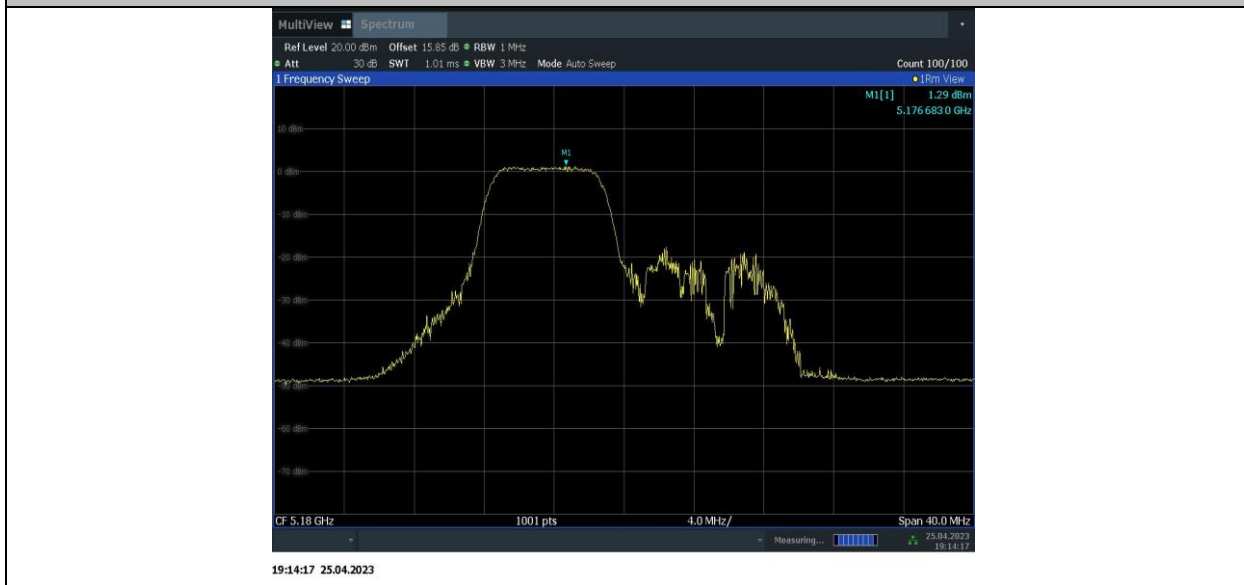 MultiView Spectrum
Ref Level 20.00 dBm Offset 15.85 dB RBW 1 MHz
Att 30 dB SWT 1.01 ms VBW 3 MHz Mode Auto Sweep Count 100/100
1 Frequency Sweep 1Rm View
M1[1] 1.29 dBm
5.176 683 0 GHz
10 dBm
M1
0 dBm
-10 dBm
-20 dBm
-30 dBm
-40 dBm
-50 dBm
-60 dBm
-70 dBm
CF 5.18 GHz 1001 pts 4.0 MHz/ Span 40.0 MHz
Measuring... 25.04.2023
19:14:17
19:14:17 25.04.2023